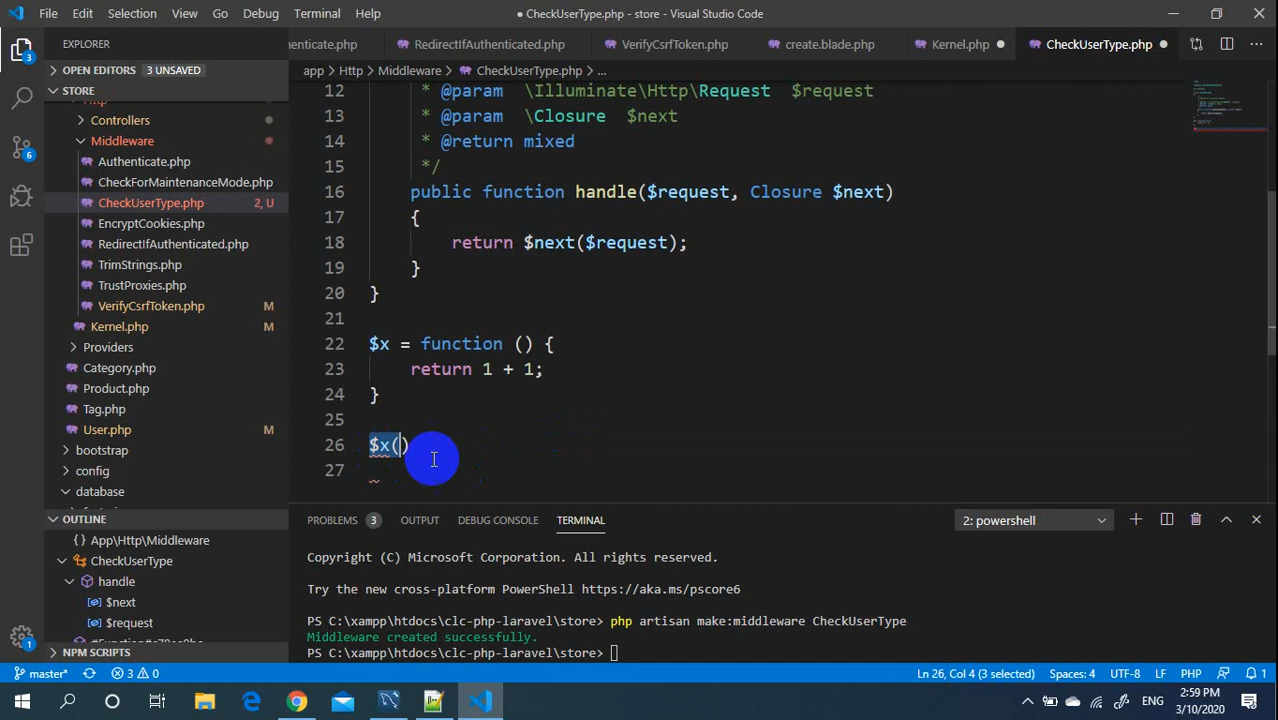 File Edit Selection View Go Debug Terminal Help
● CheckUserType.php - store - Visual Studio Code
EXPLORER
henticate.php RedirectIfAuthenticated.php VerifyCsrfToken.php create.blade.php Kernel.php ● CheckUserType.php ●
OPEN EDITORS 3 UNSAVED
app > Http > Middleware > CheckUserType.php > ...
STORE
Http
Controllers
Middleware
Authenticate.php
CheckForMaintenanceMode.php
CheckUserType.php 2, U
EncryptCookies.php
RedirectIfAuthenticated.php
TrimStrings.php
TrustProxies.php
VerifyCsrfToken.php M
Kernel.php M
Providers
Category.php
Product.php
Tag.php
User.php M
bootstrap
config
database
12 * @param \Illuminate\Http\Request $request
13 * @param \Closure $next
14 * @return mixed
15 */
16 public function handle($request, Closure $next)
17 {
18 return $next($request);
19 }
20 }
21
22 $x = function () {
23 return 1 + 1;
24 }
25
26 $x()
27
OUTLINE
{} App\Http\Middleware
CheckUserType
handle
$next
$request
NPM SCRIPTS
PROBLEMS 3 OUTPUT DEBUG CONSOLE TERMINAL
2: powershell
Copyright (C) Microsoft Corporation. All rights reserved.
Try the new cross-platform PowerShell https://aka.ms/pscore6
PS C:\xampp\htdocs\clc-php-laravel\store> php artisan make:middleware CheckUserType
Middleware created successfully.
PS C:\xampp\htdocs\clc-php-laravel\store>
master* 3 0
Ln 26, Col 4 (3 selected) Spaces: 4 UTF-8 LF PHP 1
ENG
2:59 PM
3/10/2020
3
6
1